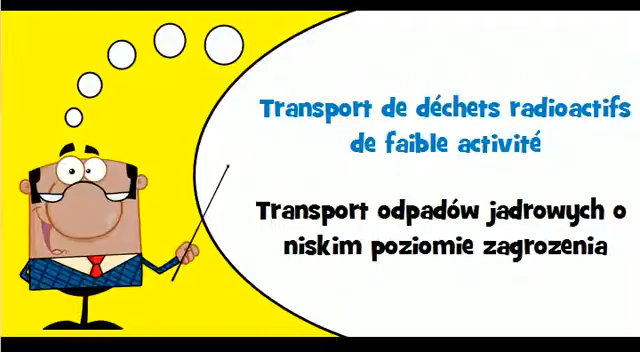 Transport de déchets radioactifs
de faible activité
Transport odpadów jadrowych o
niskim poziomie zagrozenia